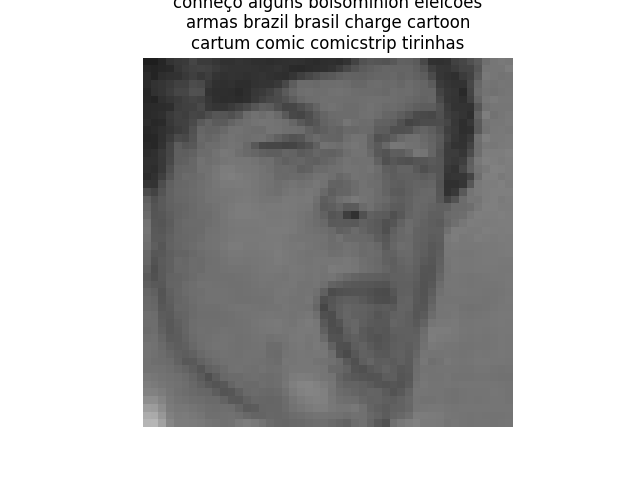 conheço alguns bolsominion eleicoes
armas brazil brasil charge cartoon
cartum comic comicstrip tirinhas